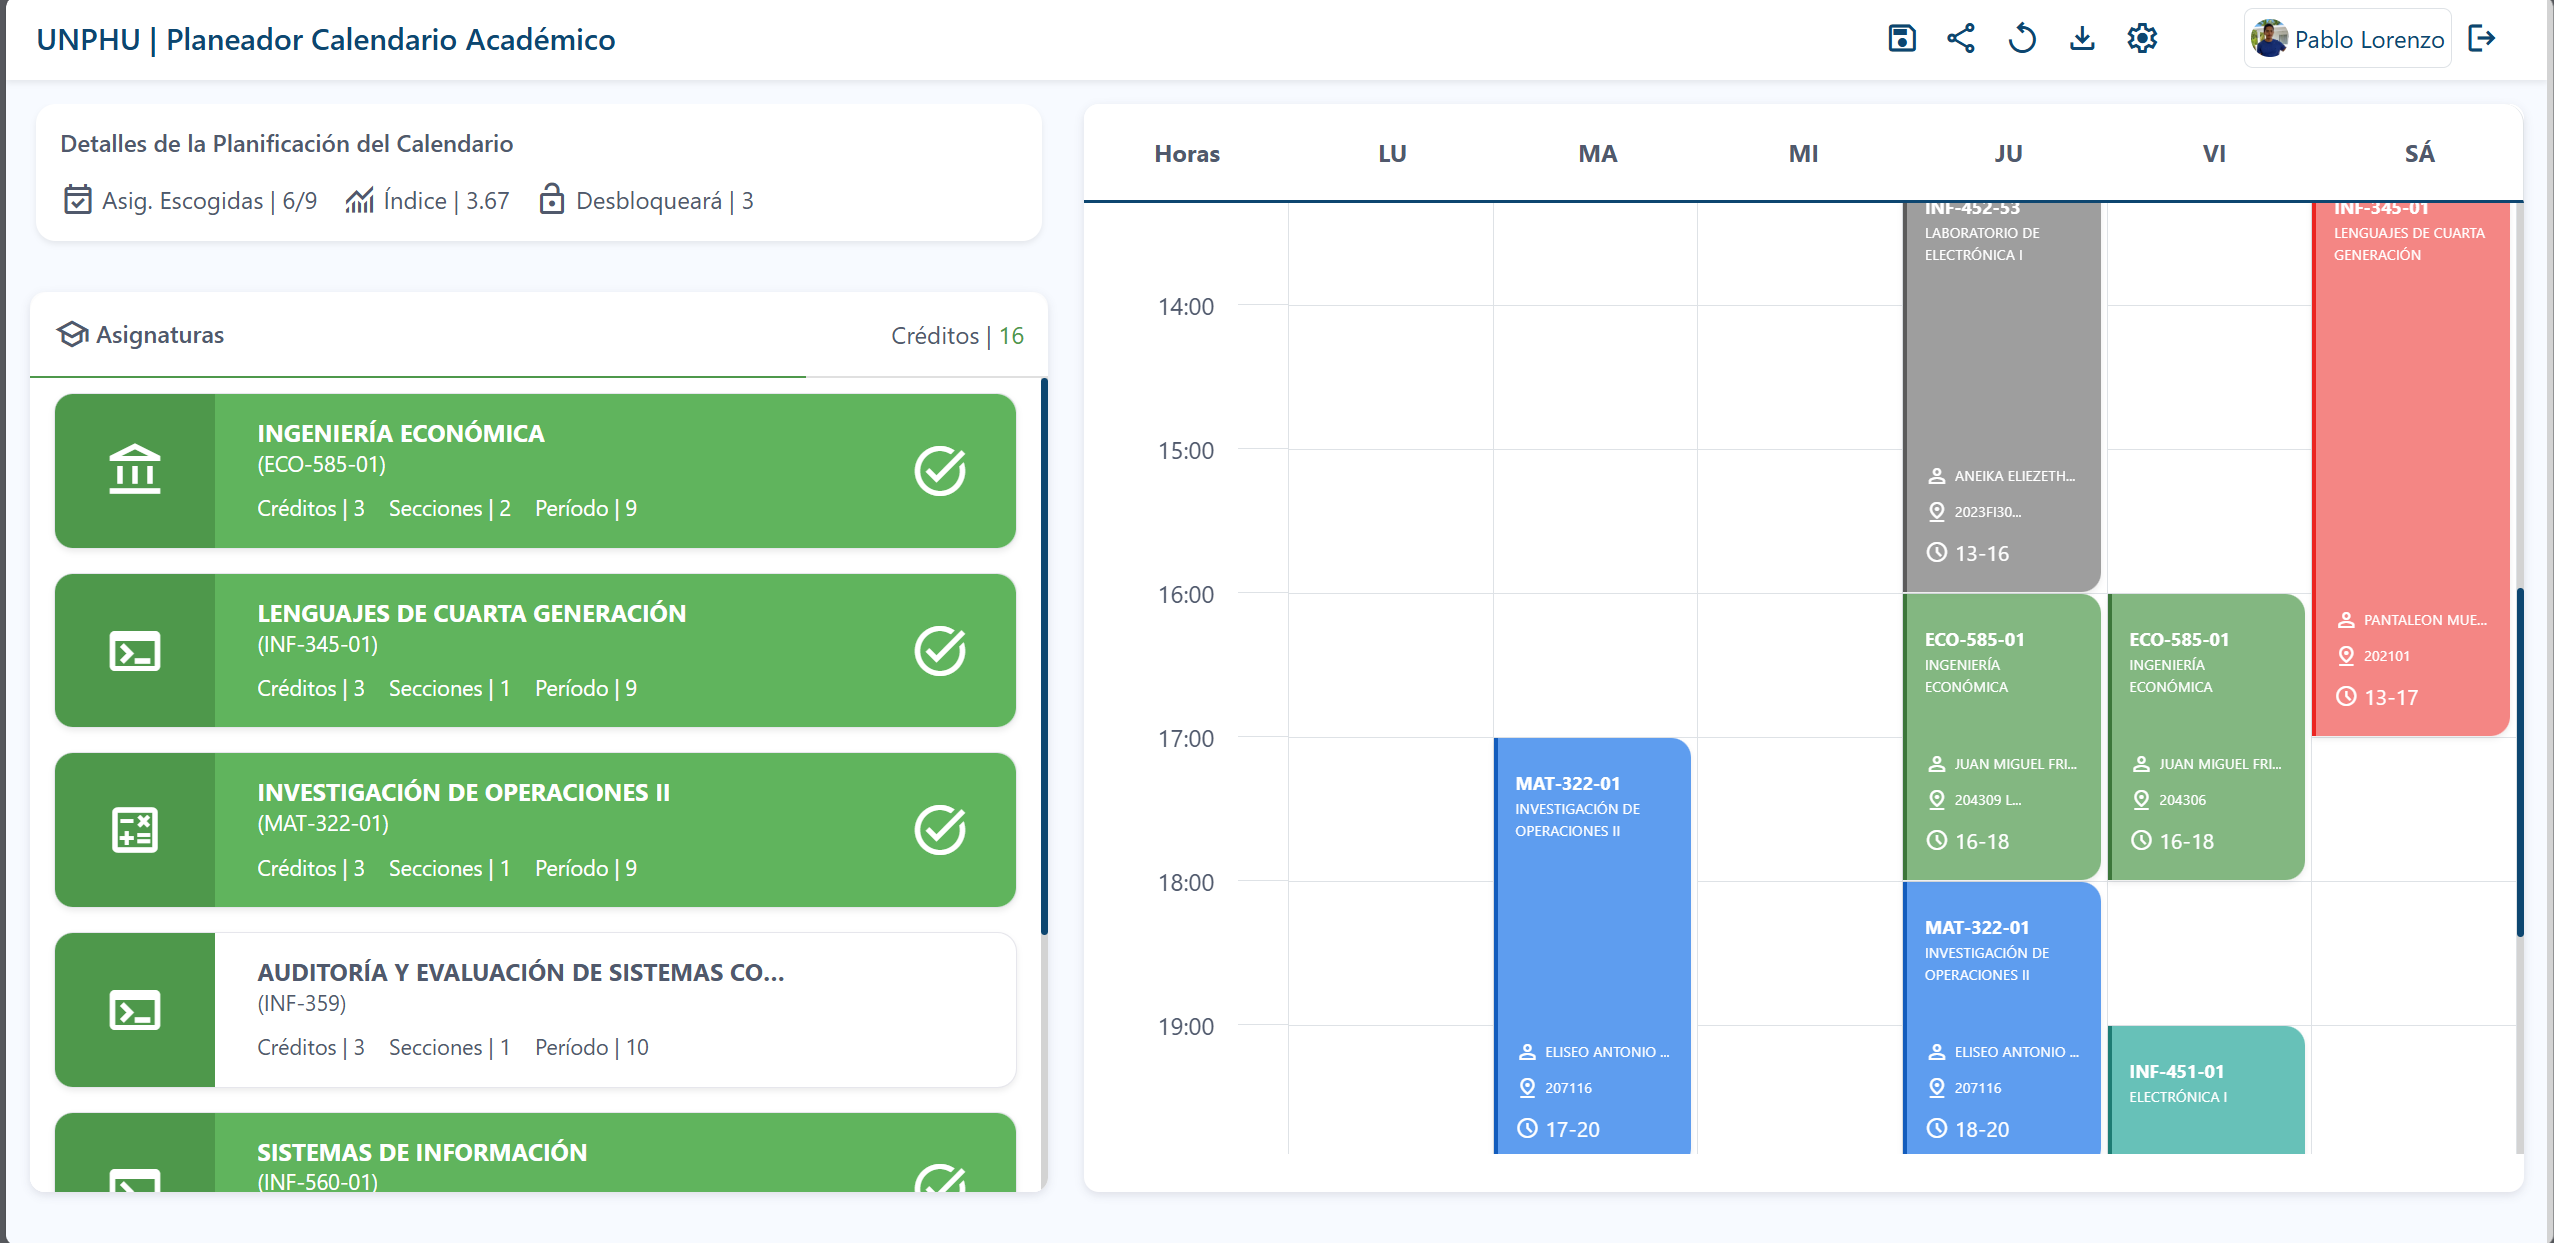 UNPHU | Planeador Calendario Académico
Pablo Lorenzo
Detalles de la Planificación del Calendario
Asig. Escogidas | 6/9
Índice | 3.67
Desbloqueará | 3
Asignaturas
Créditos | 16
INGENIERÍA ECONÓMICA
(ECO-585-01)
Créditos | 3 Secciones | 2 Período | 9
LENGUAJES DE CUARTA GENERACIÓN
(INF-345-01)
Créditos | 3 Secciones | 1 Período | 9
INVESTIGACIÓN DE OPERACIONES II
(MAT-322-01)
Créditos | 3 Secciones | 1 Período | 9
AUDITORÍA Y EVALUACIÓN DE SISTEMAS CO...
(INF-359)
Créditos | 3 Secciones | 1 Período | 10
SISTEMAS DE INFORMACIÓN
(INF-560-01)
Horas LU MA MI JU VI SÁ
14:00
15:00
16:00
17:00
18:00
19:00
MAT-322-01
INVESTIGACIÓN DE
OPERACIONES II
ELISEO ANTONIO ...
207116
17-20
INF-452-53
LABORATORIO DE
ELECTRÓNICA I
ANEIKA ELIEZETH...
2023FI30...
13-16
ECO-585-01
INGENIERÍA
ECONÓMICA
JUAN MIGUEL FRI...
204309 L...
16-18
MAT-322-01
INVESTIGACIÓN DE
OPERACIONES II
ELISEO ANTONIO ...
207116
18-20
ECO-585-01
INGENIERÍA
ECONÓMICA
JUAN MIGUEL FRI...
204306
16-18
INF-451-01
ELECTRÓNICA I
INF-345-01
LENGUAJES DE CUARTA
GENERACIÓN
PANTALEON MUE...
202101
13-17